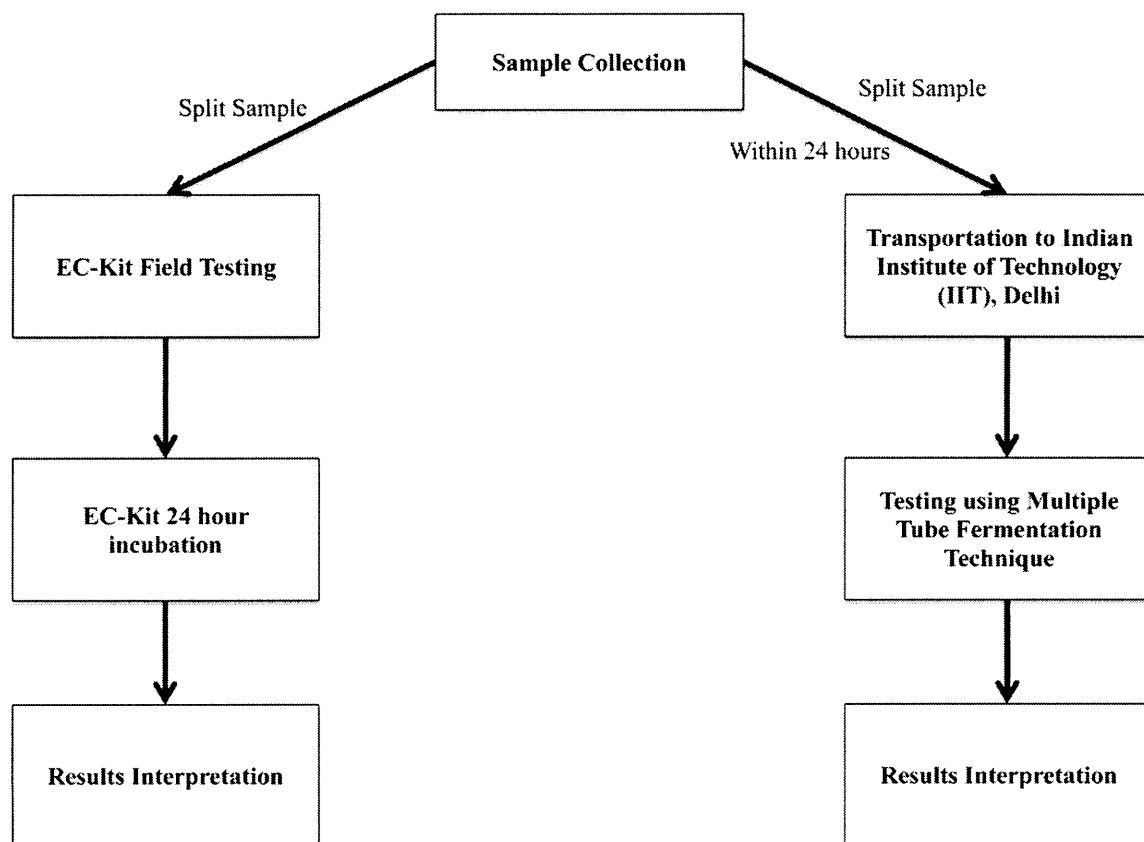 Sample Collection
Split Sample
Split Sample
Within 24 hours
EC-Kit Field Testing
Transportation to Indian
Institute of Technology
(IIT), Delhi
EC-Kit 24 hour
incubation
Testing using Multiple
Tube Fermentation
Technique
Results Interpretation
Results Interpretation